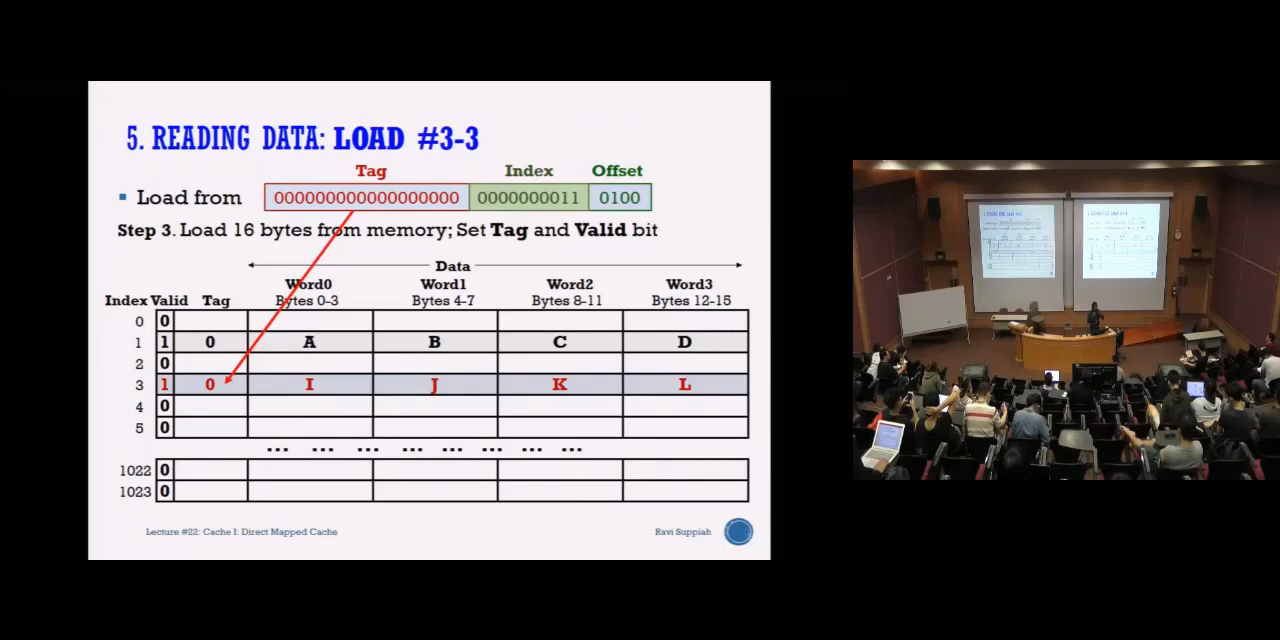 5. READING DATA: LOAD #3-3
Tag Index Offset
Load from 000000000000000000 0000000011 0100
Step 3. Load 16 bytes from memory; Set Tag and Valid bit
Data
Word0 Word1 Word2 Word3
Index Valid Tag Bytes 0-3 Bytes 4-7 Bytes 8-11 Bytes 12-15
0 0
1 1 0 A B C D
2 0
3 1 0 I J K L
4 0
5 0
... ... ... ... ... ... ... ...
1022 0
1023 0
Lecture #22: Cache I: Direct Mapped Cache Ravi Suppiah